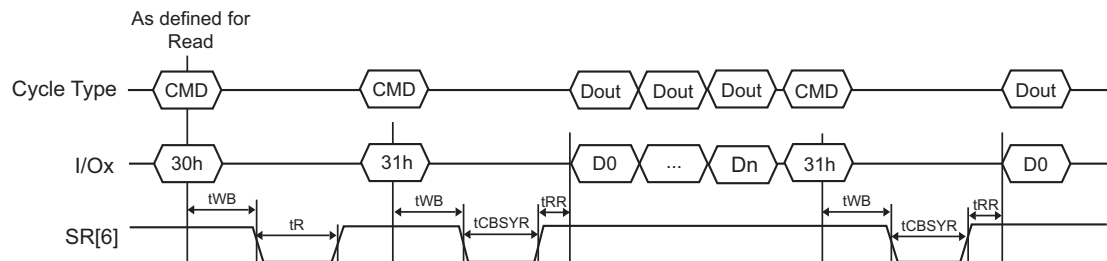 As defined for
Read
Cycle Type CMD CMD Dout Dout Dout CMD Dout
I/Ox 30h 31h D0 ... Dn 31h D0
tWB tR tWB tCBSYR tRR tWB tCBSYR tRR
SR[6]